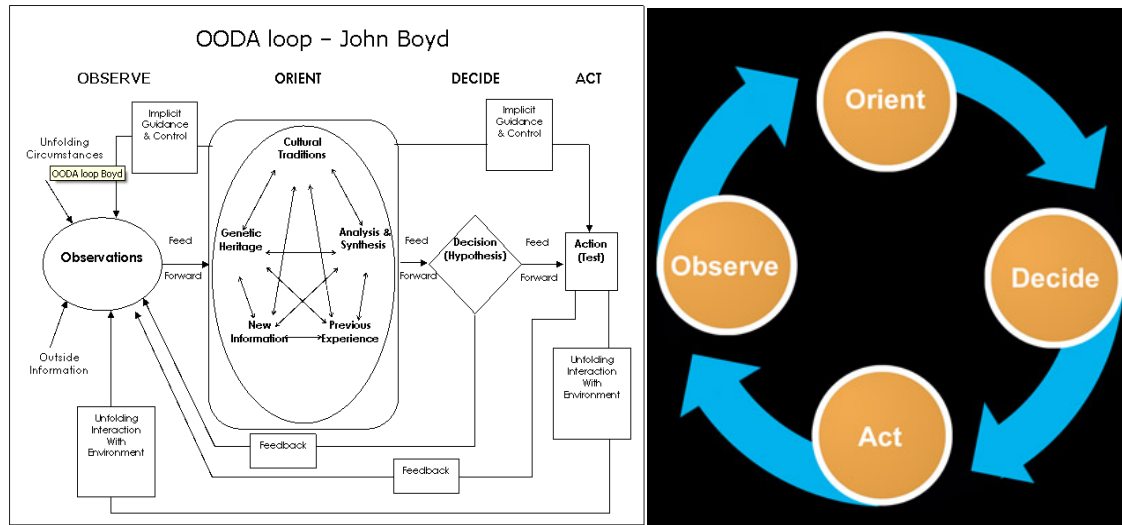 OODA loop – John Boyd
OBSERVE
ORIENT
DECIDE
ACT
Implicit
Guidance
& Control
Implicit
Guidance
& Control
Unfolding
Circumstances
OODA loop Boyd
Cultural
Traditions
Genetic
Heritage
Analysis &
Synthesis
New
Information
Previous
Experience
Observations
Feed
Forward
Feed
Forward
Decision
(Hypothesis)
Feed
Forward
Action
(Test)
Outside
Information
Unfolding
Interaction
With
Environment
Feedback
Feedback
Unfolding
Interaction
With
Environment
Orient
Observe
Decide
Act